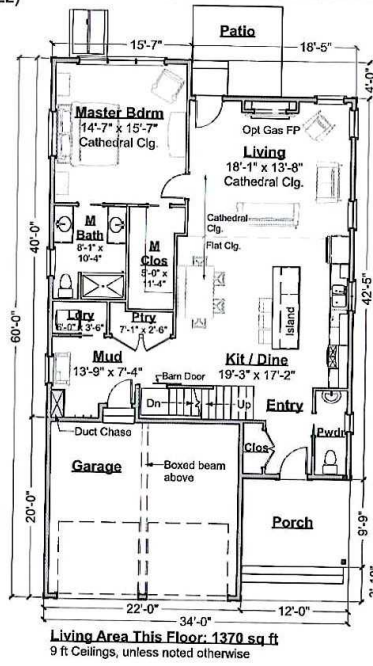 Patio
15'-7"
18'-5"
4'-0"
Master Bdrm
14'-7" x 15'-7"
Cathedral Clg.
Opt Gas FP
Living
18'-1" x 13'-8"
Cathedral Clg.
Cathedral
Clg.
Flat Clg.
M
Bath
8'-1" x
10'-4"
M
Clos
5'-0" x
11'-4"
40'-0"
60'-0"
42'-5"
Island
Ldry
6'-0" x 3'-6"
Ptry
7'-1" x 2'-6"
Mud
13'-9" x 7'-4"
Kit / Dine
19'-3" x 17'-2"
Barn Door
Dn
Up
Entry
Pwdr
Clos
Duct Chase
Garage
Boxed beam
above
Porch
20'-0"
9'-9"
22'-0"
12'-0"
34'-0"
Living Area This Floor: 1370 sq ft
9 ft Ceilings, unless noted otherwise